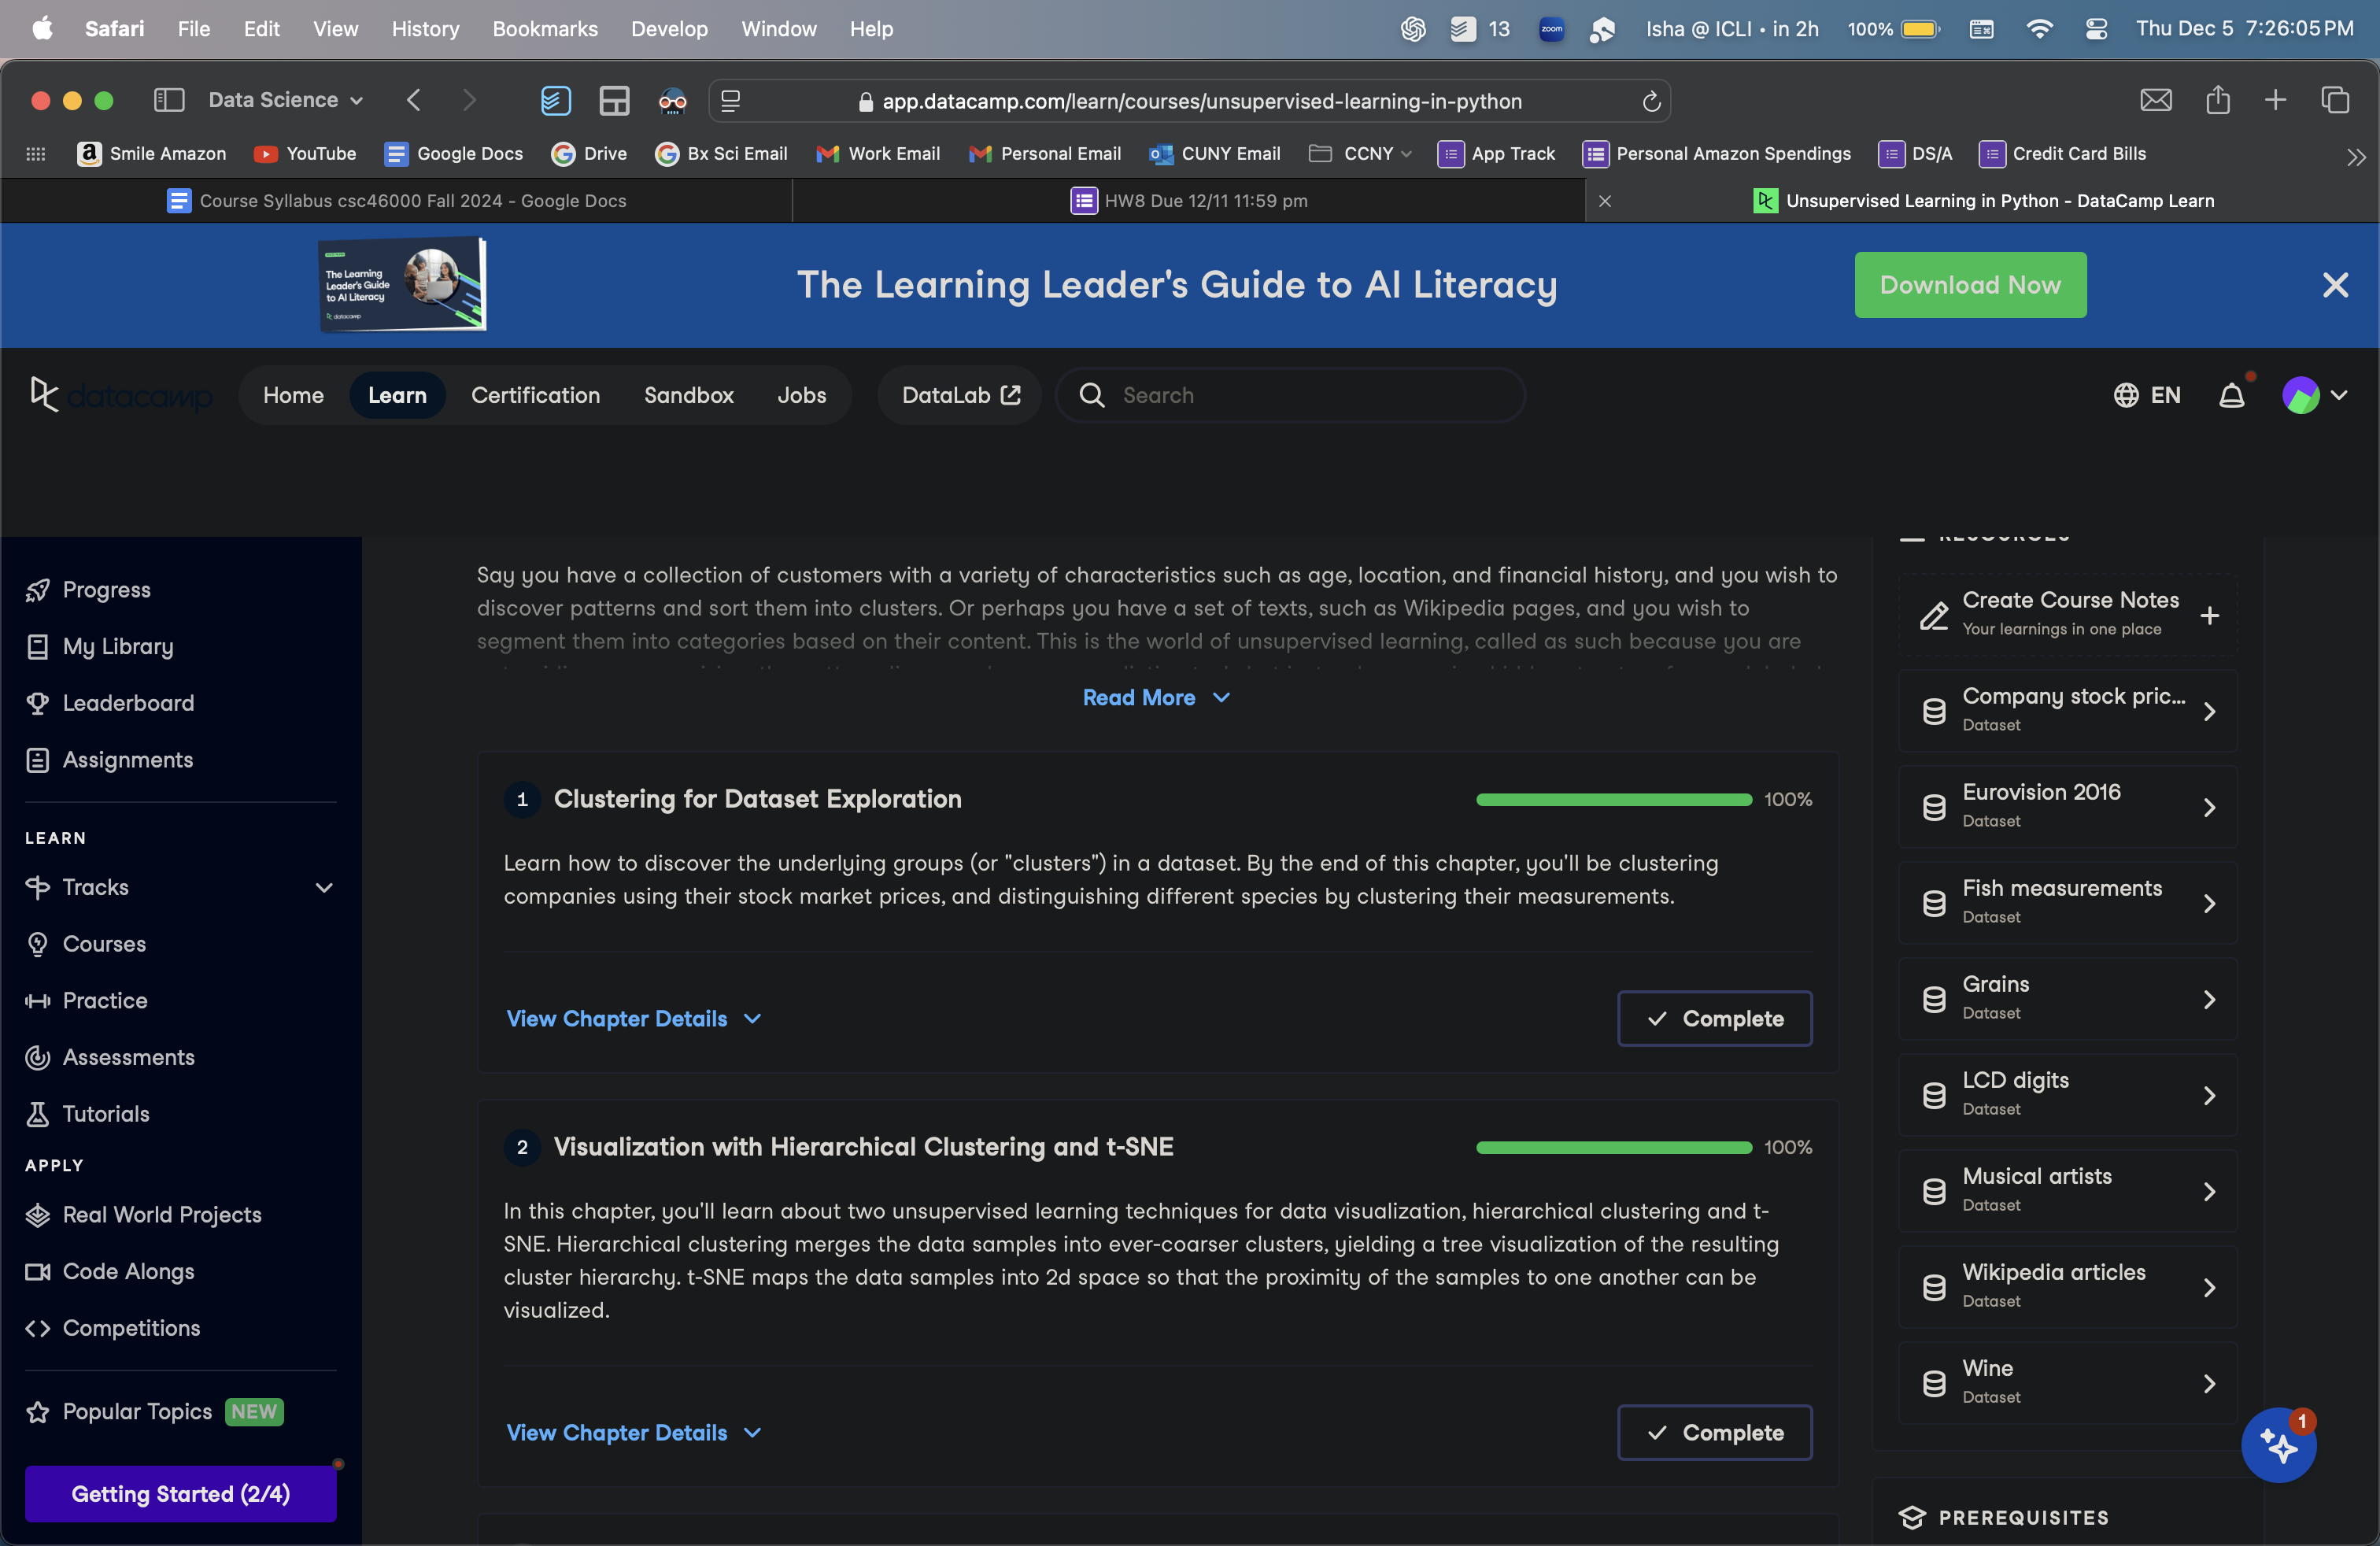 Safari File Edit View History Bookmarks Develop Window Help 13 zoom Isha @ ICLI • in 2h 100% Thu Dec 5 7:26:05 PM
Data Science app.datacamp.com/learn/courses/unsupervised-learning-in-python
Smile Amazon YouTube Google Docs Drive Bx Sci Email Work Email Personal Email CUNY Email CCNY App Track Personal Amazon Spendings DS/A Credit Card Bills
Course Syllabus csc46000 Fall 2024 - Google Docs HW8 Due 12/11 11:59 pm Unsupervised Learning in Python - DataCamp Learn
The Learning
Leader's Guide
to AI Literacy
datacamp
The Learning Leader's Guide to AI Literacy
Download Now
datacamp Home Learn Certification Sandbox Jobs DataLab Search EN
Progress
My Library
Leaderboard
Assignments
LEARN
Tracks
Courses
Practice
Assessments
Tutorials
APPLY
Real World Projects
Code Alongs
Competitions
Popular Topics NEW
Getting Started (2/4)
Say you have a collection of customers with a variety of characteristics such as age, location, and financial history, and you wish to
discover patterns and sort them into clusters. Or perhaps you have a set of texts, such as Wikipedia pages, and you wish to
segment them into categories based on their content. This is the world of unsupervised learning, called as such because you are
Read More
1 Clustering for Dataset Exploration 100%
Learn how to discover the underlying groups (or "clusters") in a dataset. By the end of this chapter, you'll be clustering
companies using their stock market prices, and distinguishing different species by clustering their measurements.
View Chapter Details Complete
2 Visualization with Hierarchical Clustering and t-SNE 100%
In this chapter, you'll learn about two unsupervised learning techniques for data visualization, hierarchical clustering and t-
SNE. Hierarchical clustering merges the data samples into ever-coarser clusters, yielding a tree visualization of the resulting
cluster hierarchy. t-SNE maps the data samples into 2d space so that the proximity of the samples to one another can be
visualized.
View Chapter Details Complete
RESOURCES
Create Course Notes
Your learnings in one place
Company stock pric...
Dataset
Eurovision 2016
Dataset
Fish measurements
Dataset
Grains
Dataset
LCD digits
Dataset
Musical artists
Dataset
Wikipedia articles
Dataset
Wine
Dataset
1
PREREQUISITES